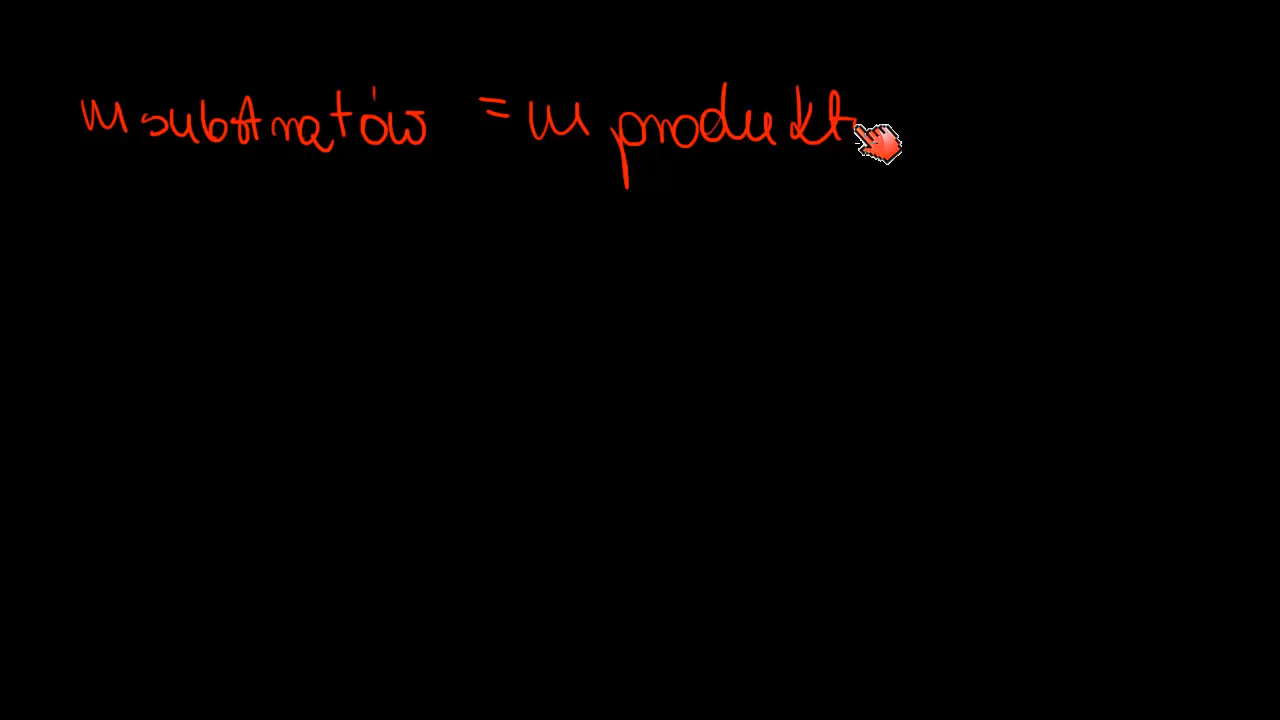 m substratów = m produkt